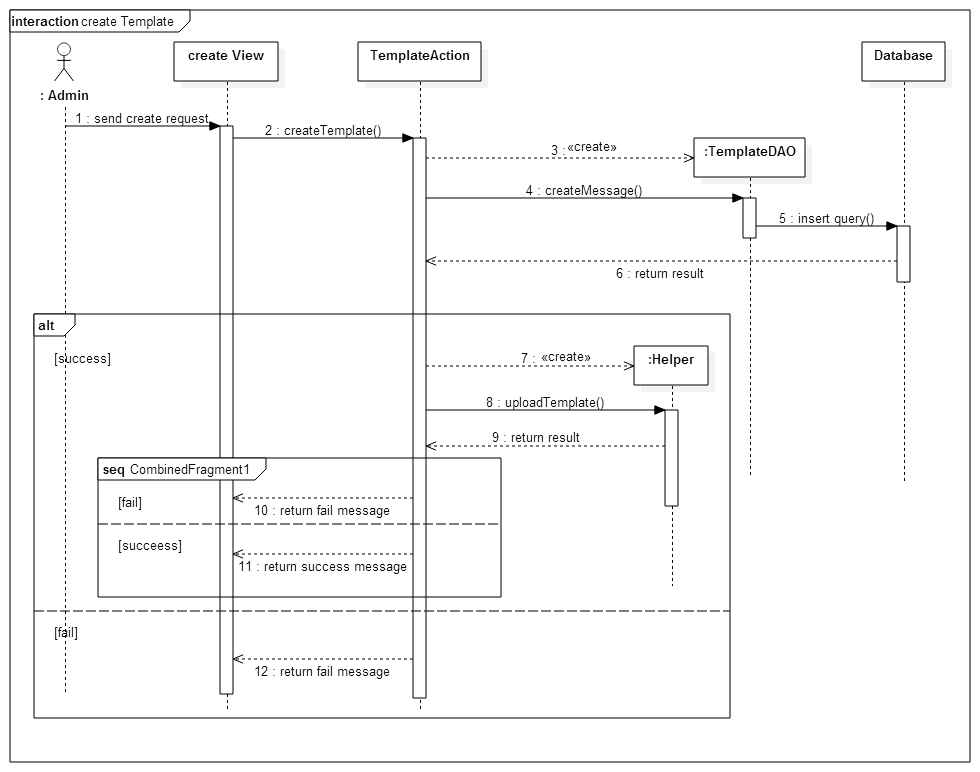 interaction create Template
create View
TemplateAction
Database
: Admin
1 : send create request
2 : createTemplate()
3 : «create»
:TemplateDAO
4 : createMessage()
5 : insert query()
6 : return result
alt
[success]
7 : «create»
:Helper
8 : uploadTemplate()
9 : return result
seq CombinedFragment1
[fail]
10 : return fail message
[succeess]
11 : return success message
[fail]
12 : return fail message